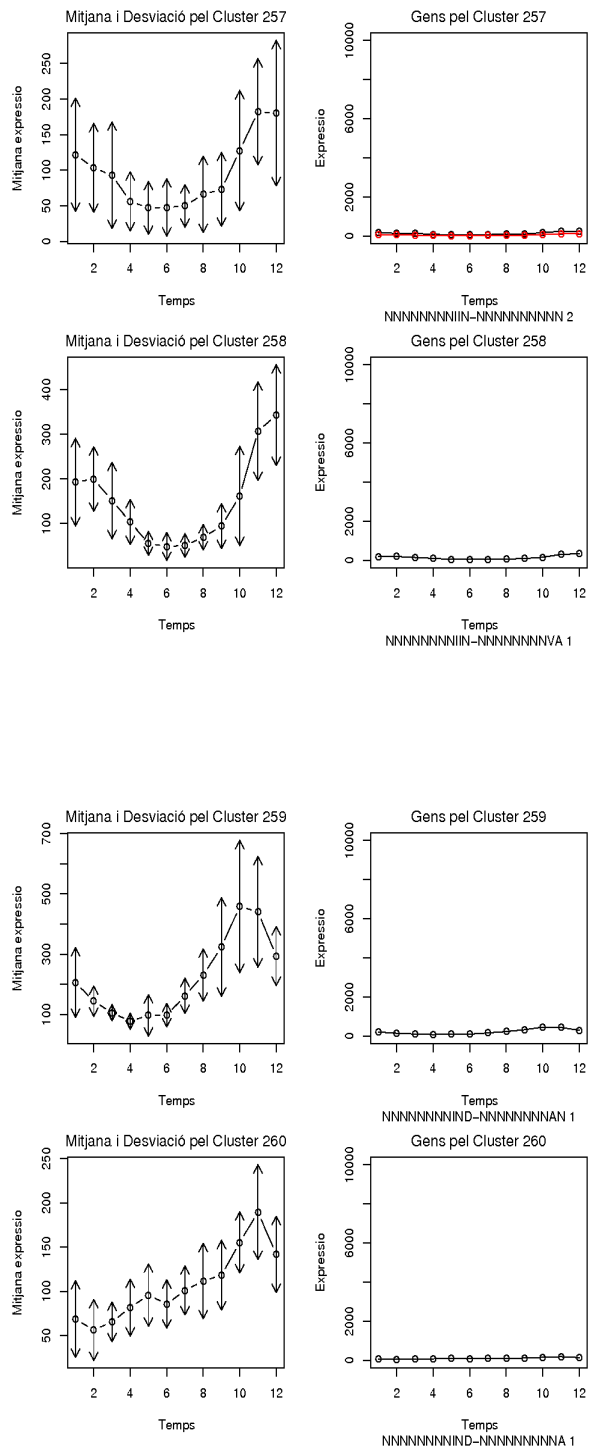 Mitjana i Desviació pel Cluster 257
Mitjana expressio
250
200
150
100
50
0
2 4 6 8 10 12
Temps
Gens pel Cluster 257
Expressio
10000
6000
2000
0
2 4 6 8 10 12
Temps
NNNNNNNNIIN-NNNNNNNNNN 2
Mitjana i Desviació pel Cluster 258
Mitjana expressio
400
300
200
100
2 4 6 8 10 12
Temps
Gens pel Cluster 258
Expressio
10000
6000
2000
0
2 4 6 8 10 12
Temps
NNNNNNNNIIN-NNNNNNNNVA 1
Mitjana i Desviació pel Cluster 259
Mitjana expressio
700
500
300
100
2 4 6 8 10 12
Temps
Gens pel Cluster 259
Expressio
10000
6000
2000
0
2 4 6 8 10 12
Temps
NNNNNNNNIND-NNNNNNNNAN 1
Mitjana i Desviació pel Cluster 260
Mitjana expressio
250
200
150
100
50
2 4 6 8 10 12
Temps
Gens pel Cluster 260
Expressio
10000
6000
2000
0
2 4 6 8 10 12
Temps
NNNNNNNNIND-NNNNNNNNNA 1